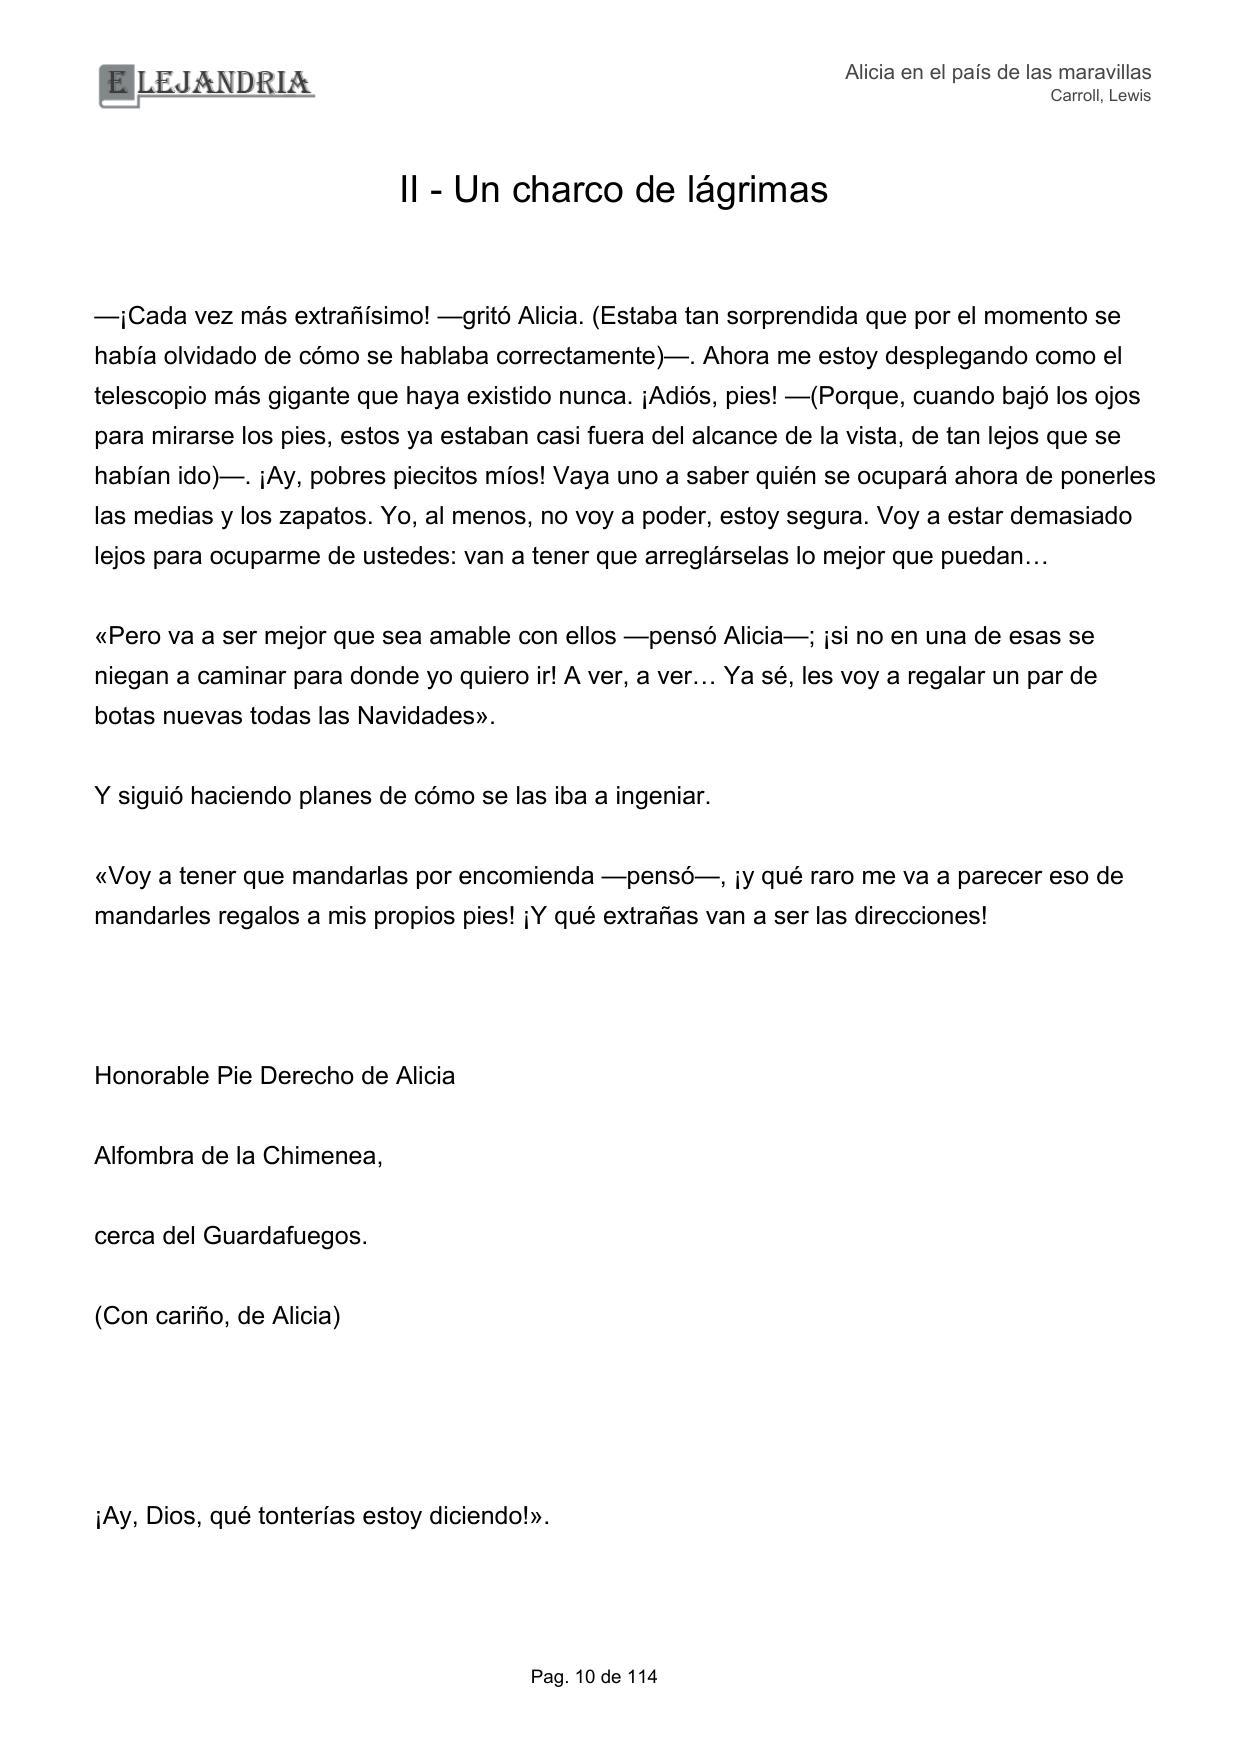 ELEJANDRIA
Alicia en el país de las maravillas
Carroll, Lewis
II - Un charco de lágrimas
—¡Cada vez más extrañísimo! —gritó Alicia. (Estaba tan sorprendida que por el momento se
había olvidado de cómo se hablaba correctamente)—. Ahora me estoy desplegando como el
telescopio más gigante que haya existido nunca. ¡Adiós, pies! —(Porque, cuando bajó los ojos
para mirarse los pies, estos ya estaban casi fuera del alcance de la vista, de tan lejos que se
habían ido)—. ¡Ay, pobres piecitos míos! Vaya uno a saber quién se ocupará ahora de ponerles
las medias y los zapatos. Yo, al menos, no voy a poder, estoy segura. Voy a estar demasiado
lejos para ocuparme de ustedes: van a tener que arreglárselas lo mejor que puedan…
«Pero va a ser mejor que sea amable con ellos —pensó Alicia—; ¡si no en una de esas se
niegan a caminar para donde yo quiero ir! A ver, a ver… Ya sé, les voy a regalar un par de
botas nuevas todas las Navidades».
Y siguió haciendo planes de cómo se las iba a ingeniar.
«Voy a tener que mandarlas por encomienda —pensó—, ¡y qué raro me va a parecer eso de
mandarles regalos a mis propios pies! ¡Y qué extrañas van a ser las direcciones!
Honorable Pie Derecho de Alicia
Alfombra de la Chimenea,
cerca del Guardafuegos.
(Con cariño, de Alicia)
¡Ay, Dios, qué tonterías estoy diciendo!».
Pag. 10 de 114